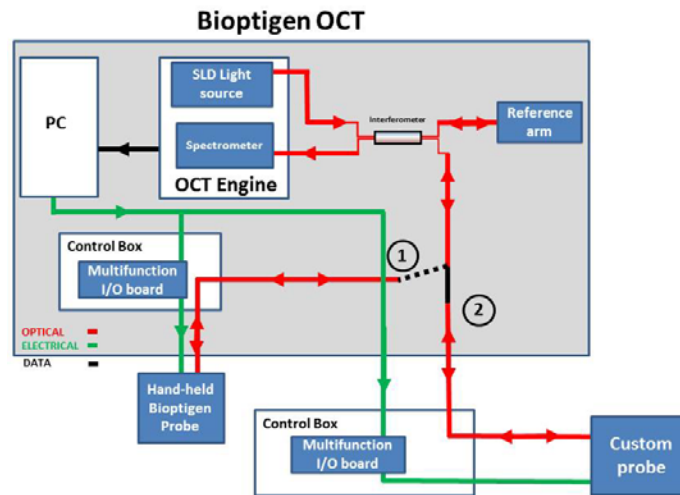 Bioptigen OCT
SLD Light
source
Interferometer
Reference
arm
PC
Spectrometer
OCT Engine
Control Box
Multifunction
I/O board
1
2
OPTICAL
ELECTRICAL
DATA
Hand-held
Bioptigen
Probe
Control Box
Multifunction
I/O board
Custom
probe